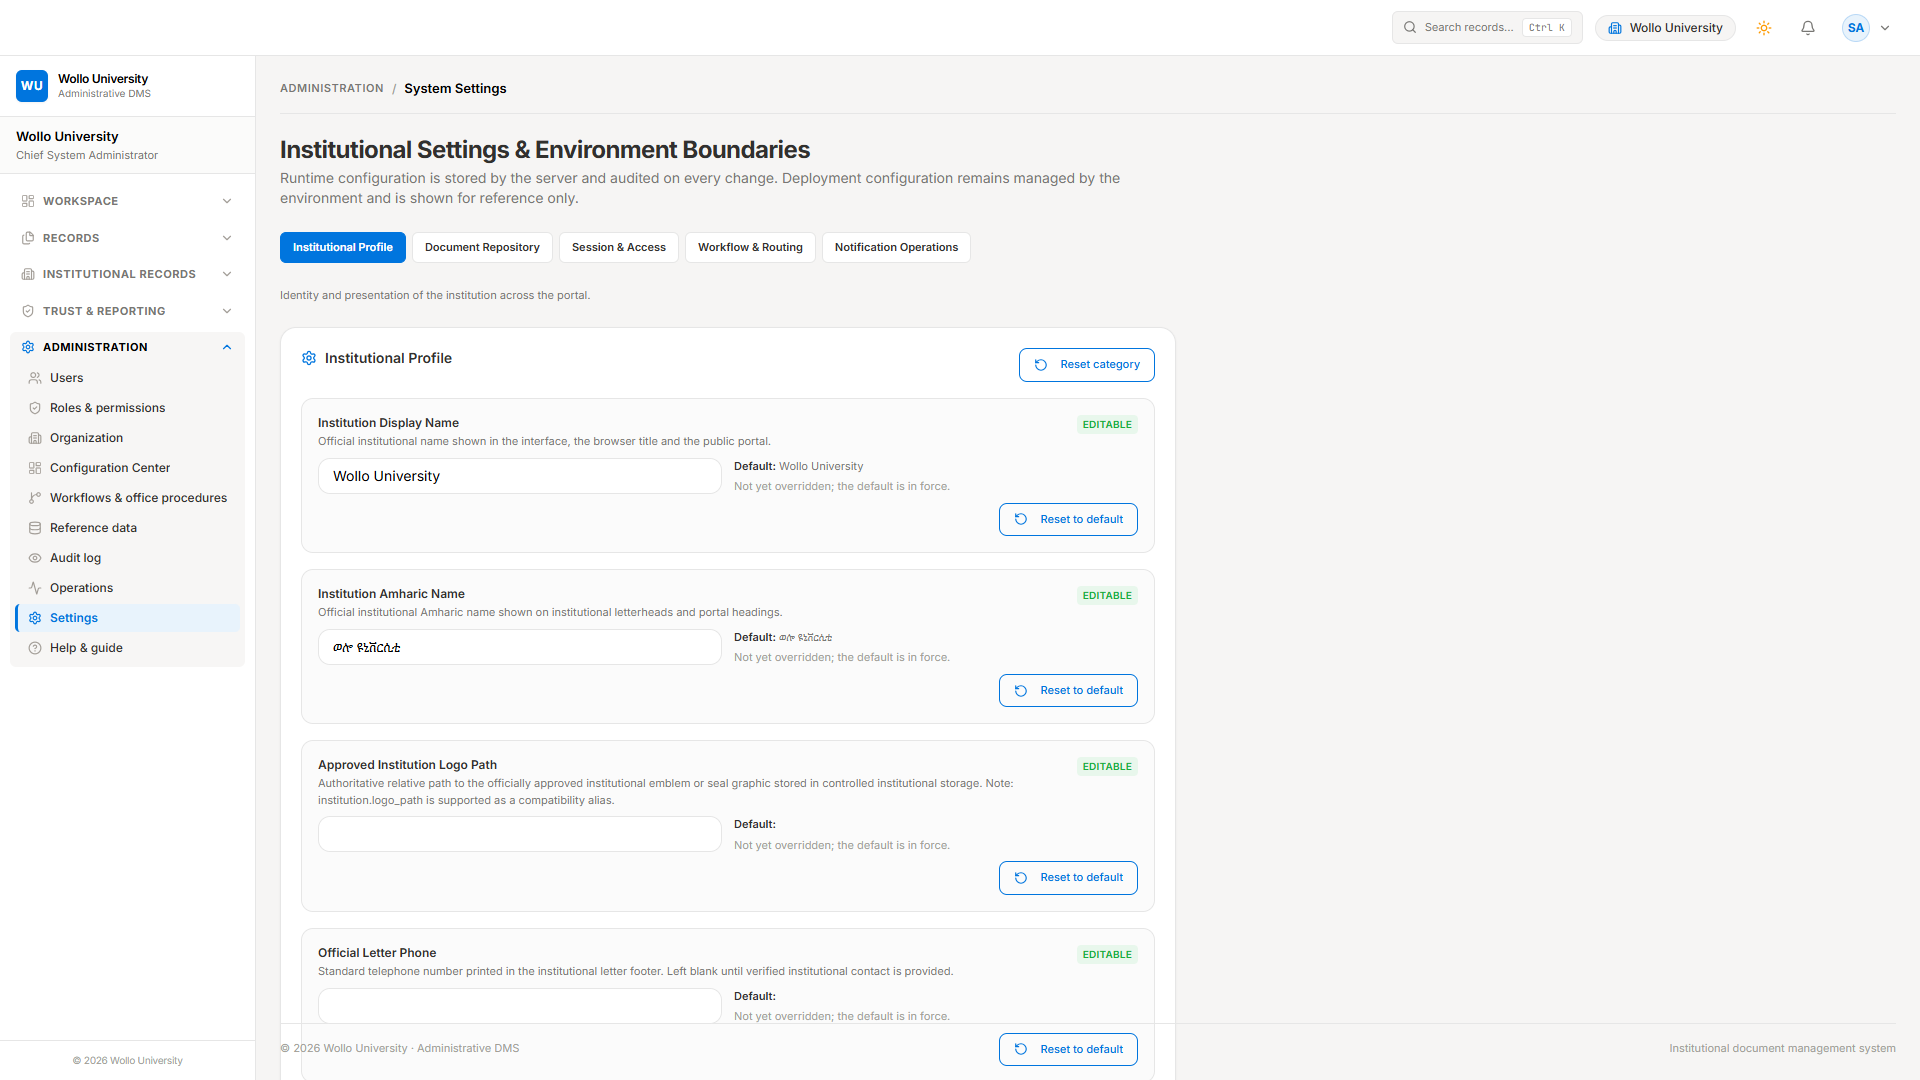 Search records... Ctrl K
Wollo University
SA
WU
Wollo University
Administrative DMS
Wollo University
Chief System Administrator
WORKSPACE
RECORDS
INSTITUTIONAL RECORDS
TRUST & REPORTING
ADMINISTRATION
Users
Roles & permissions
Organization
Configuration Center
Workflows & office procedures
Reference data
Audit log
Operations
Settings
Help & guide
© 2026 Wollo University
ADMINISTRATION / System Settings
Institutional Settings & Environment Boundaries
Runtime configuration is stored by the server and audited on every change. Deployment configuration remains managed by the
environment and is shown for reference only.
Institutional Profile
Document Repository
Session & Access
Workflow & Routing
Notification Operations
Identity and presentation of the institution across the portal.
Institutional Profile
Reset category
Institution Display Name
EDITABLE
Official institutional name shown in the interface, the browser title and the public portal.
Wollo University
Default: Wollo University
Not yet overridden; the default is in force.
Reset to default
Institution Amharic Name
EDITABLE
Official institutional Amharic name shown on institutional letterheads and portal headings.
ወሎ ዩኒቨርሲቲ
Default: ወሎ ዩኒቨርሲቲ
Not yet overridden; the default is in force.
Reset to default
Approved Institution Logo Path
EDITABLE
Authoritative relative path to the officially approved institutional emblem or seal graphic stored in controlled institutional storage. Note:
institution.logo_path is supported as a compatibility alias.
Default:
Not yet overridden; the default is in force.
Reset to default
Official Letter Phone
EDITABLE
Standard telephone number printed in the institutional letter footer. Left blank until verified institutional contact is provided.
Default:
Not yet overridden; the default is in force.
Reset to default
© 2026 Wollo University · Administrative DMS
Institutional document management system